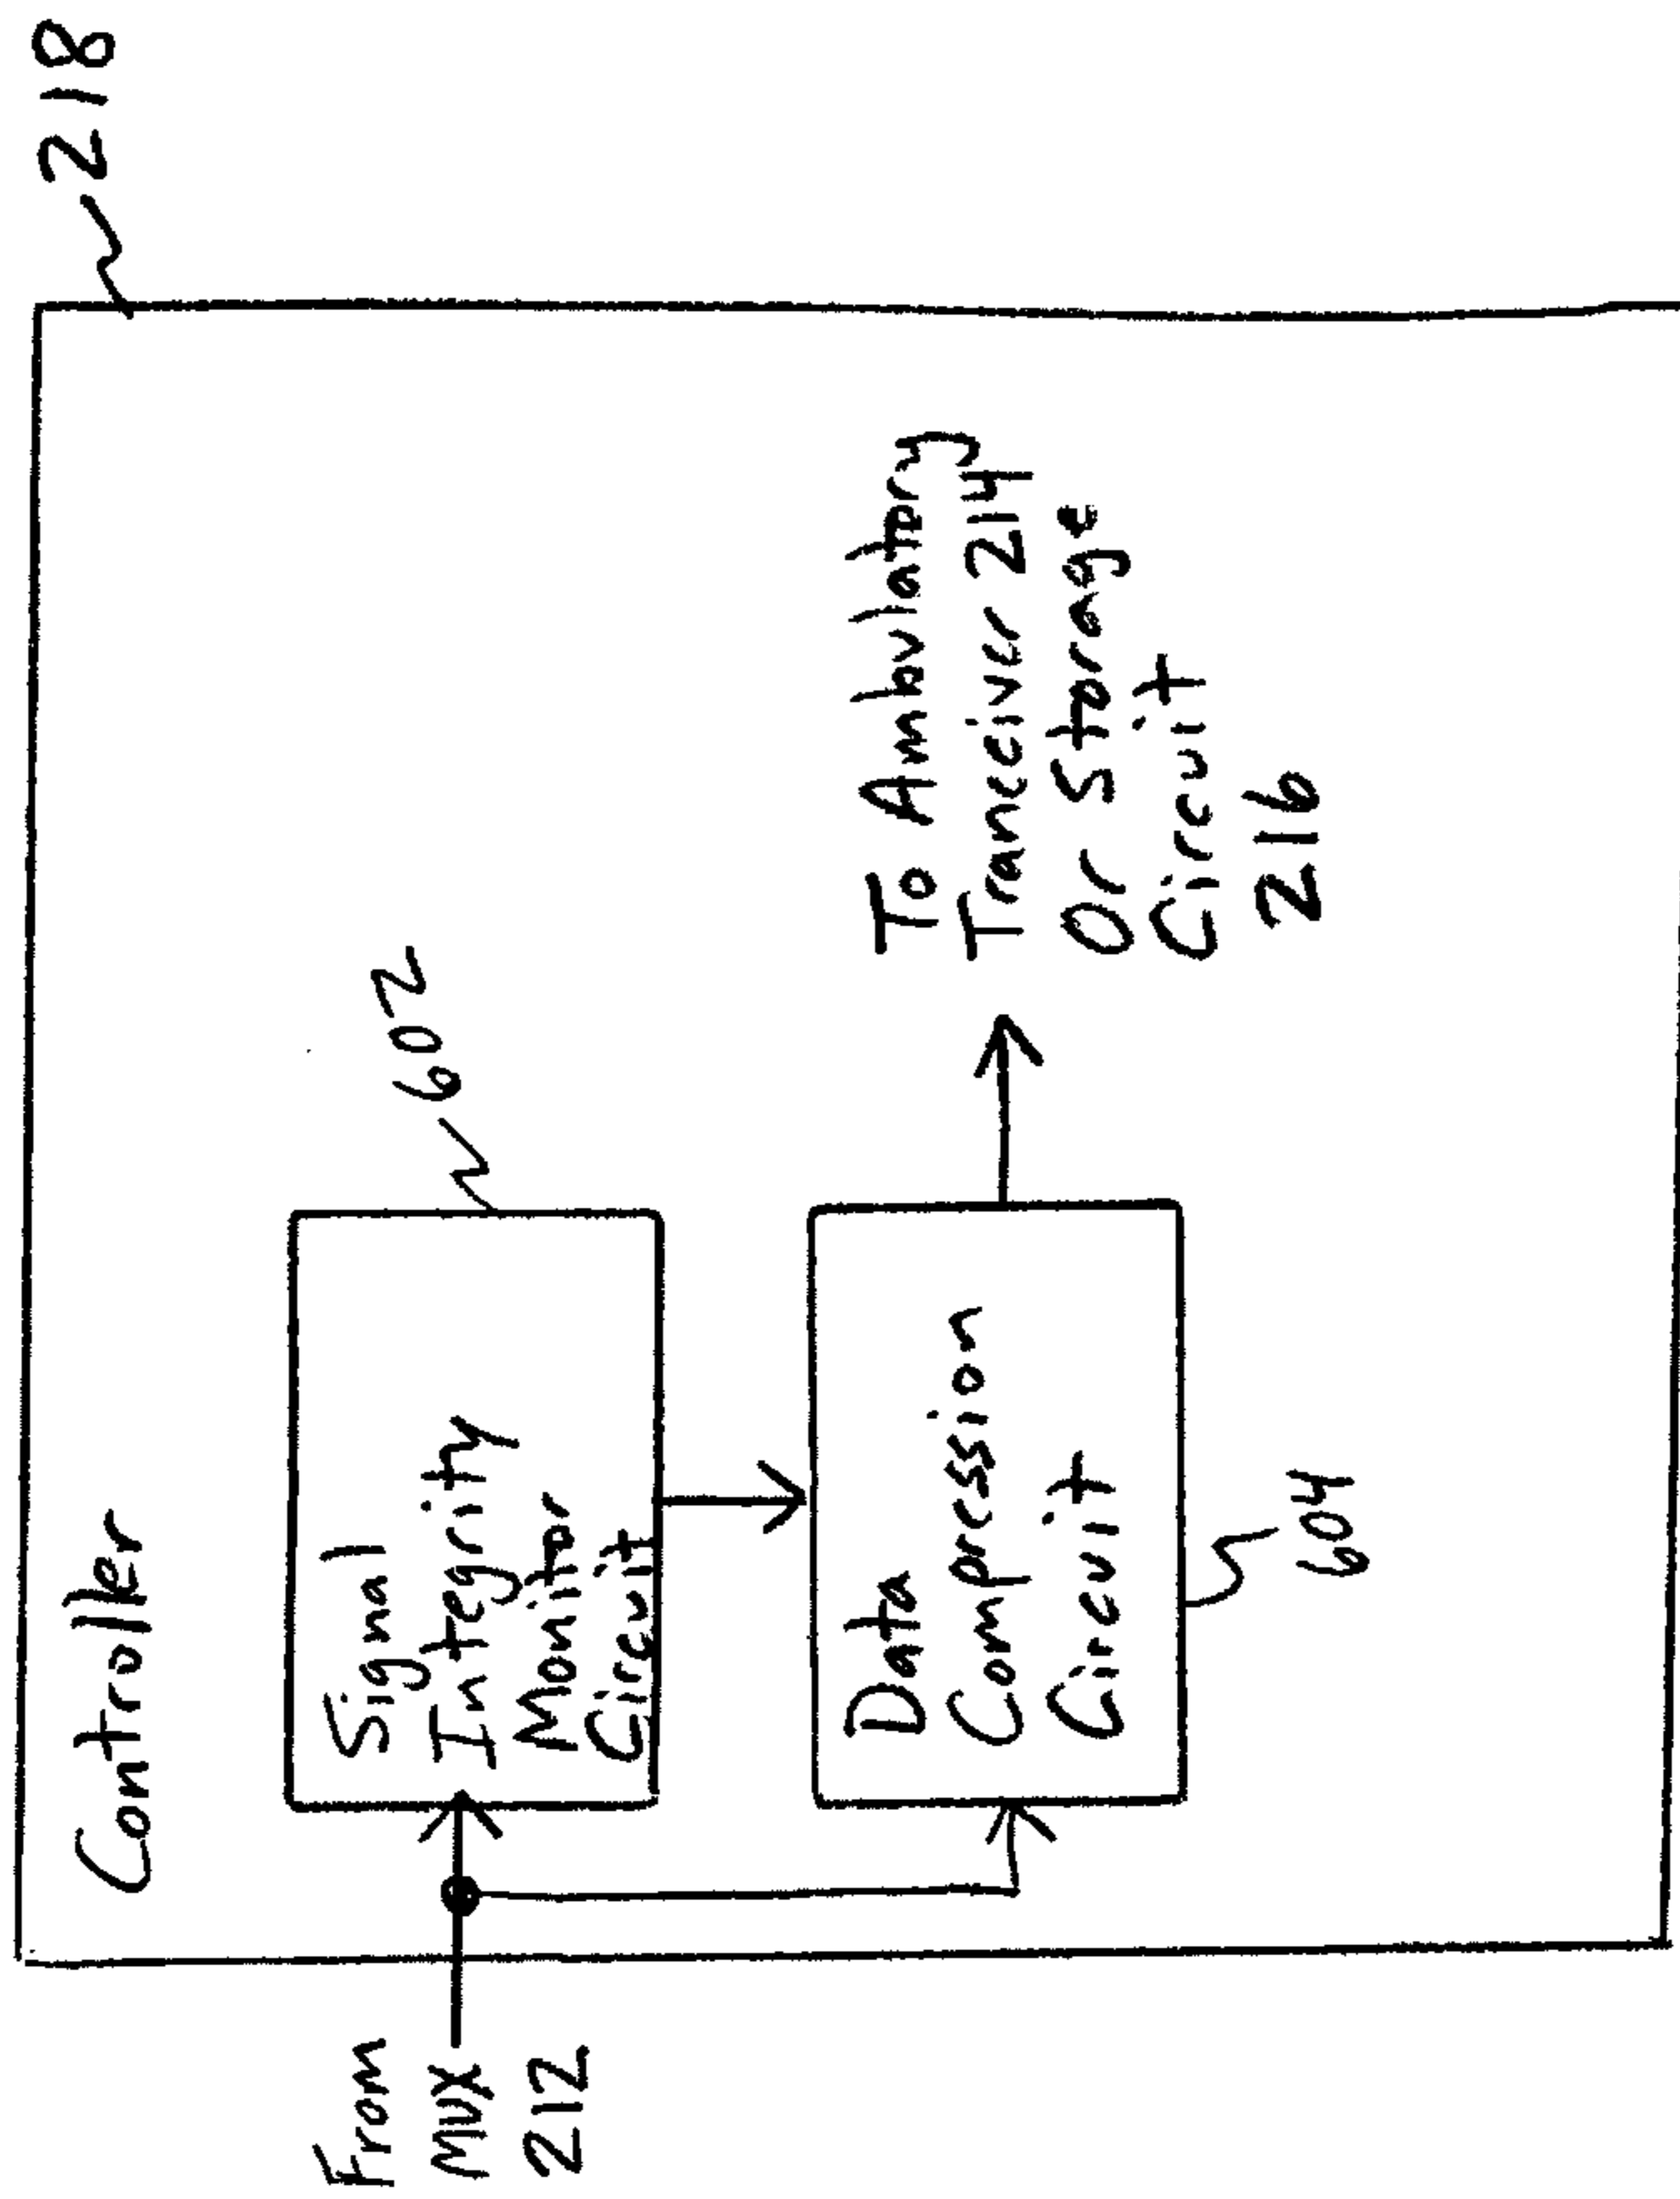 218
Controller
602
Signal
Integrity
Monitor
Circuit
From
MUX
212
Data
Compression
Circuit
To Ambulatory
Tranceiver 214
Or Storage
Circuit
216
604